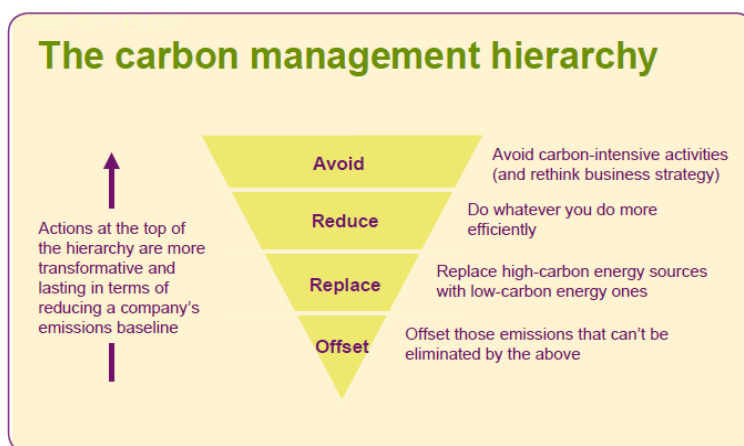 The carbon management hierarchy
Actions at the top of
the hierarchy are more
transformative and
lasting in terms of
reducing a company's
emissions baseline
Avoid
Avoid carbon-intensive activities
(and rethink business strategy)
Reduce
Do whatever you do more
efficiently
Replace
Replace high-carbon energy sources
with low-carbon energy ones
Offset
Offset those emissions that can't be
eliminated by the above